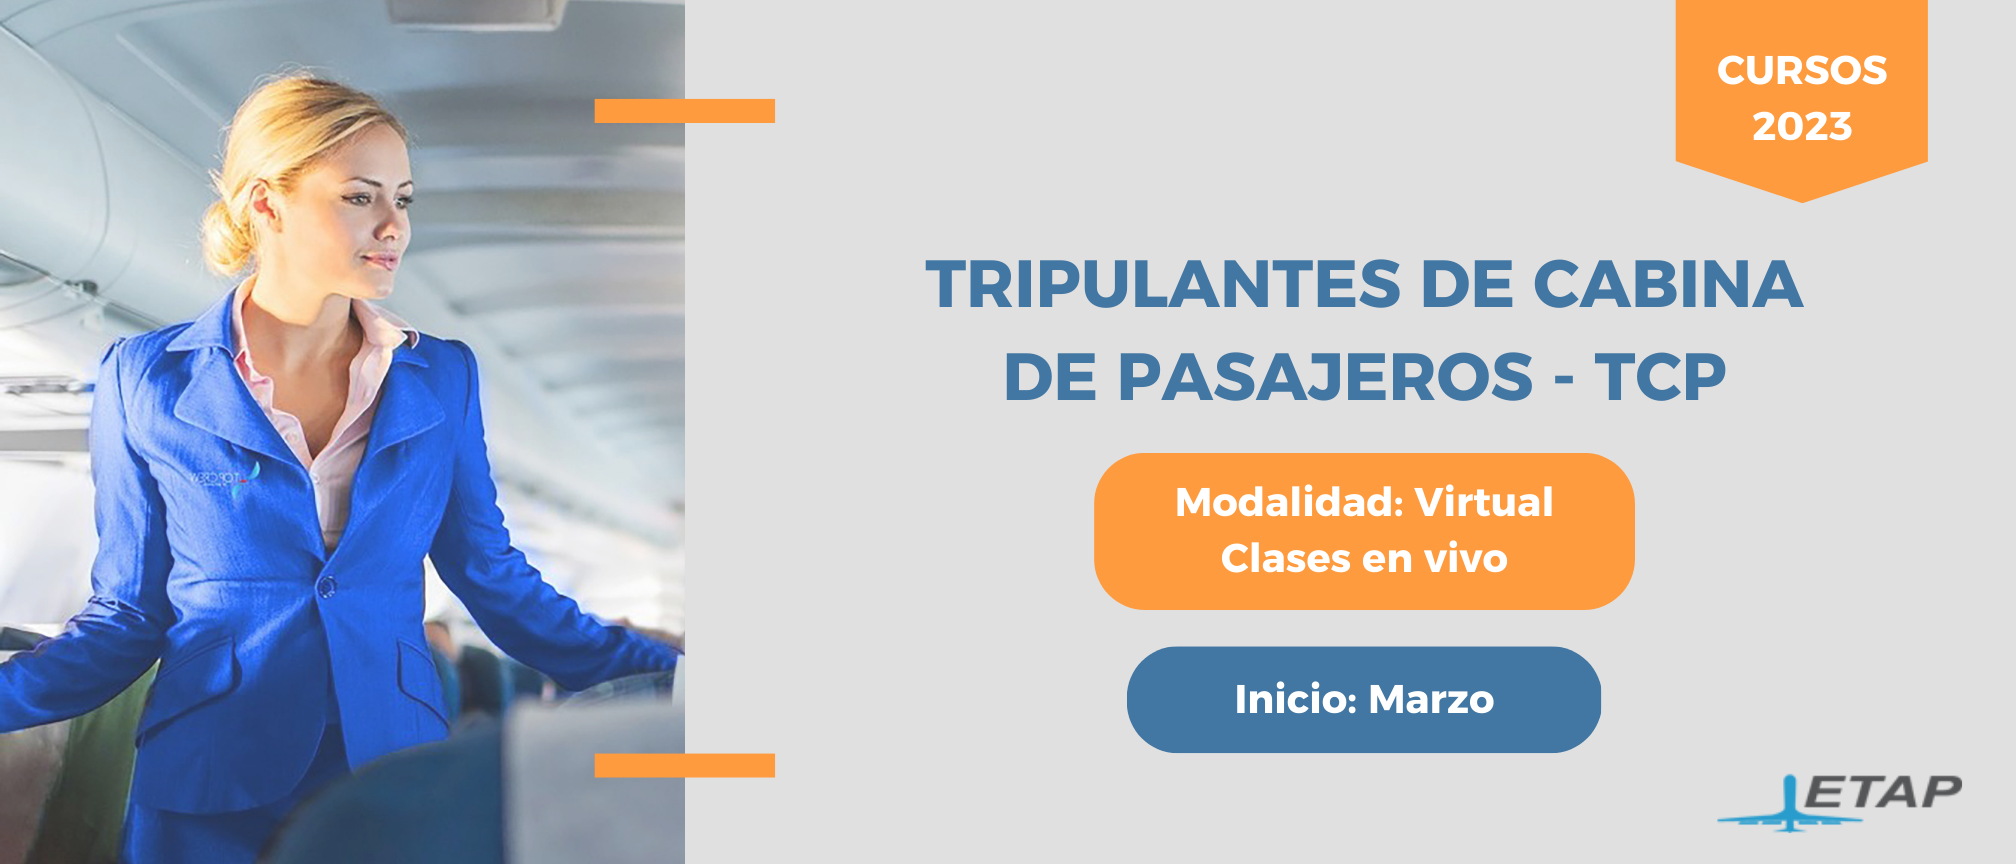 CURSOS
2023
TRIPULANTES DE CABINA
DE PASAJEROS - TCP
Modalidad: Virtual
Clases en vivo
Inicio: Marzo
ETAP